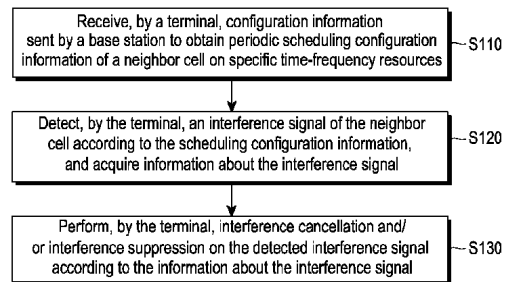 Receive, by a terminal, configuration information
sent by a base station to obtain periodic scheduling configuration
information of a neighbor cell on specific time-frequency resources
S110
Detect, by the terminal, an interference signal of the neighbor
cell according to the scheduling configuration information,
and acquire information about the interference signal
S120
Perform, by the terminal, interference cancellation and/
or interference suppression on the detected interference signal
according to the information about the interference signal
S130